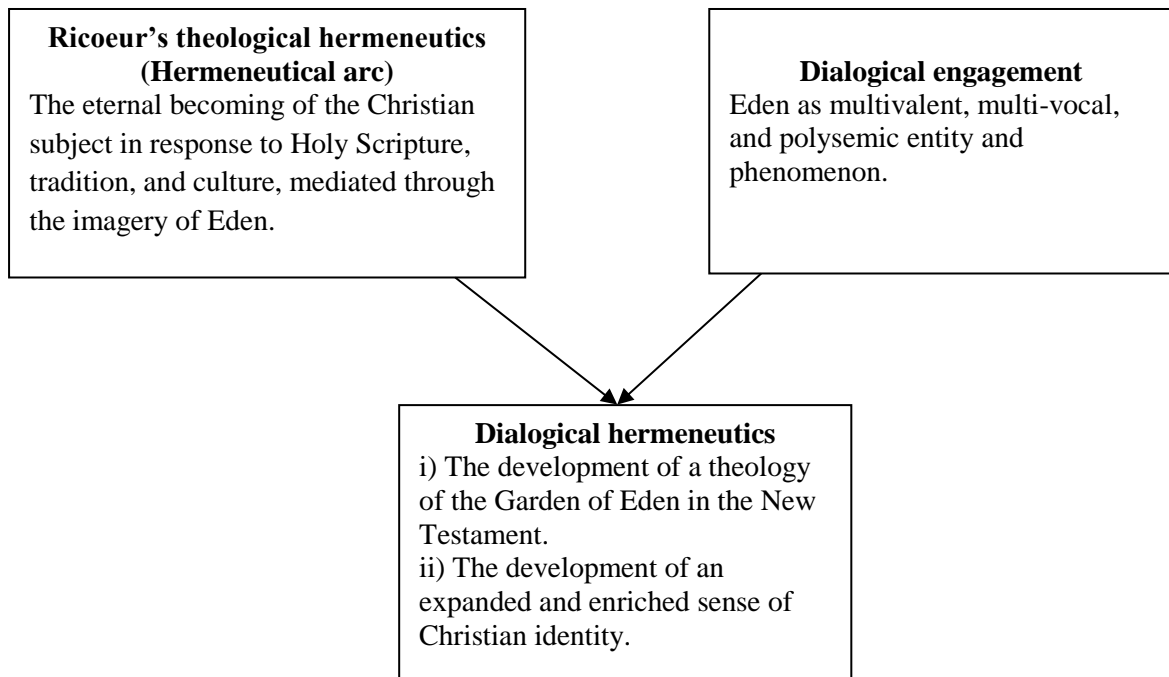 Ricoeur’s theological hermeneutics
(Hermeneutical arc)
The eternal becoming of the Christian
subject in response to Holy Scripture,
tradition, and culture, mediated through
the imagery of Eden.
Dialogical engagement
Eden as multivalent, multi-vocal,
and polysemic entity and
phenomenon.
Dialogical hermeneutics
i) The development of a theology
of the Garden of Eden in the New
Testament.
ii) The development of an
expanded and enriched sense of
Christian identity.